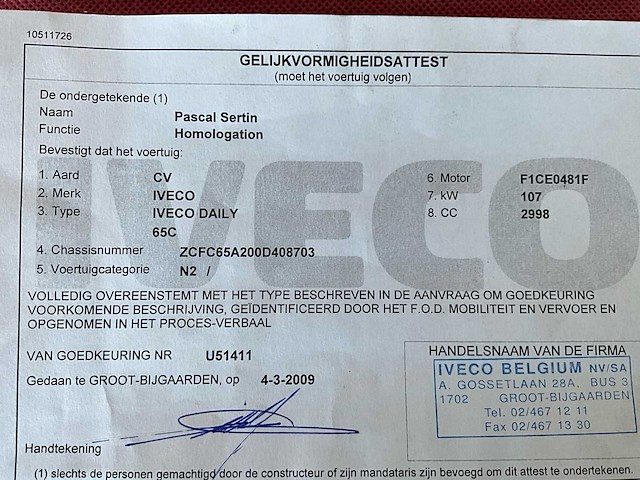 10511726
GELIJKVORMIGHEIDSATTEST
(moet het voertuig volgen)
De ondergetekende (1)
Naam Pascal Sertin
Functie Homologation
Bevestigt dat het voertuig:
IVECO
1. Aard CV 6. Motor F1CE0481F
2. Merk IVECO 7. kW 107
3. Type IVECO DAILY 8. CC 2998
65C
4. Chassisnummer ZCFC65A200D408703
5. Voertuigcategorie N2 /
VOLLEDIG OVEREENSTEMT MET HET TYPE BESCHREVEN IN DE AANVRAAG OM GOEDKEURING
VOORKOMENDE BESCHRIJVING, GEÏDENTIFICEERD DOOR HET F.O.D. MOBILITEIT EN VERVOER EN
OPGENOMEN IN HET PROCES-VERBAAL
VAN GOEDKEURING NR U51411
Gedaan te GROOT-BIJGAARDEN, op 4-3-2009
HANDELSNAAM VAN DE FIRMA
IVECO BELGIUM NV/SA
A. GOSSETLAAN 28A, BUS 3
1702 GROOT-BIJGAARDEN
Tel. 02/467 12 11
Fax 02/467 13 30
Handtekening
(1) slechts de personen gemachtigd door de constructeur of zijn mandataris zijn bevoegd om dit attest te ondertekenen.